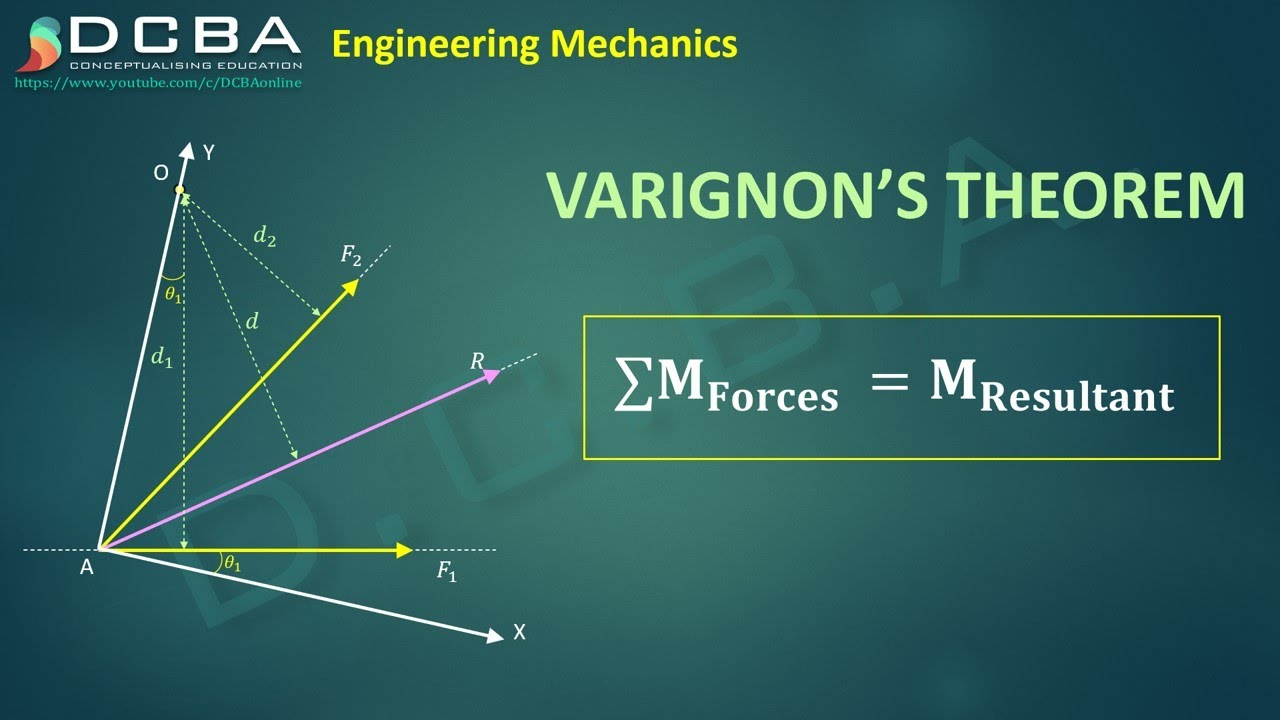 DCBA
CONCEPTUALISING EDUCATION
https://www.youtube.com/c/DCBAonline
Engineering Mechanics
VARIGNON’S THEOREM
∑M_Forces = M_Resultant
Y
O
d₂
F₂
θ₁
d
d₁
R
A
θ₁
F₁
X
D.C.B.A.